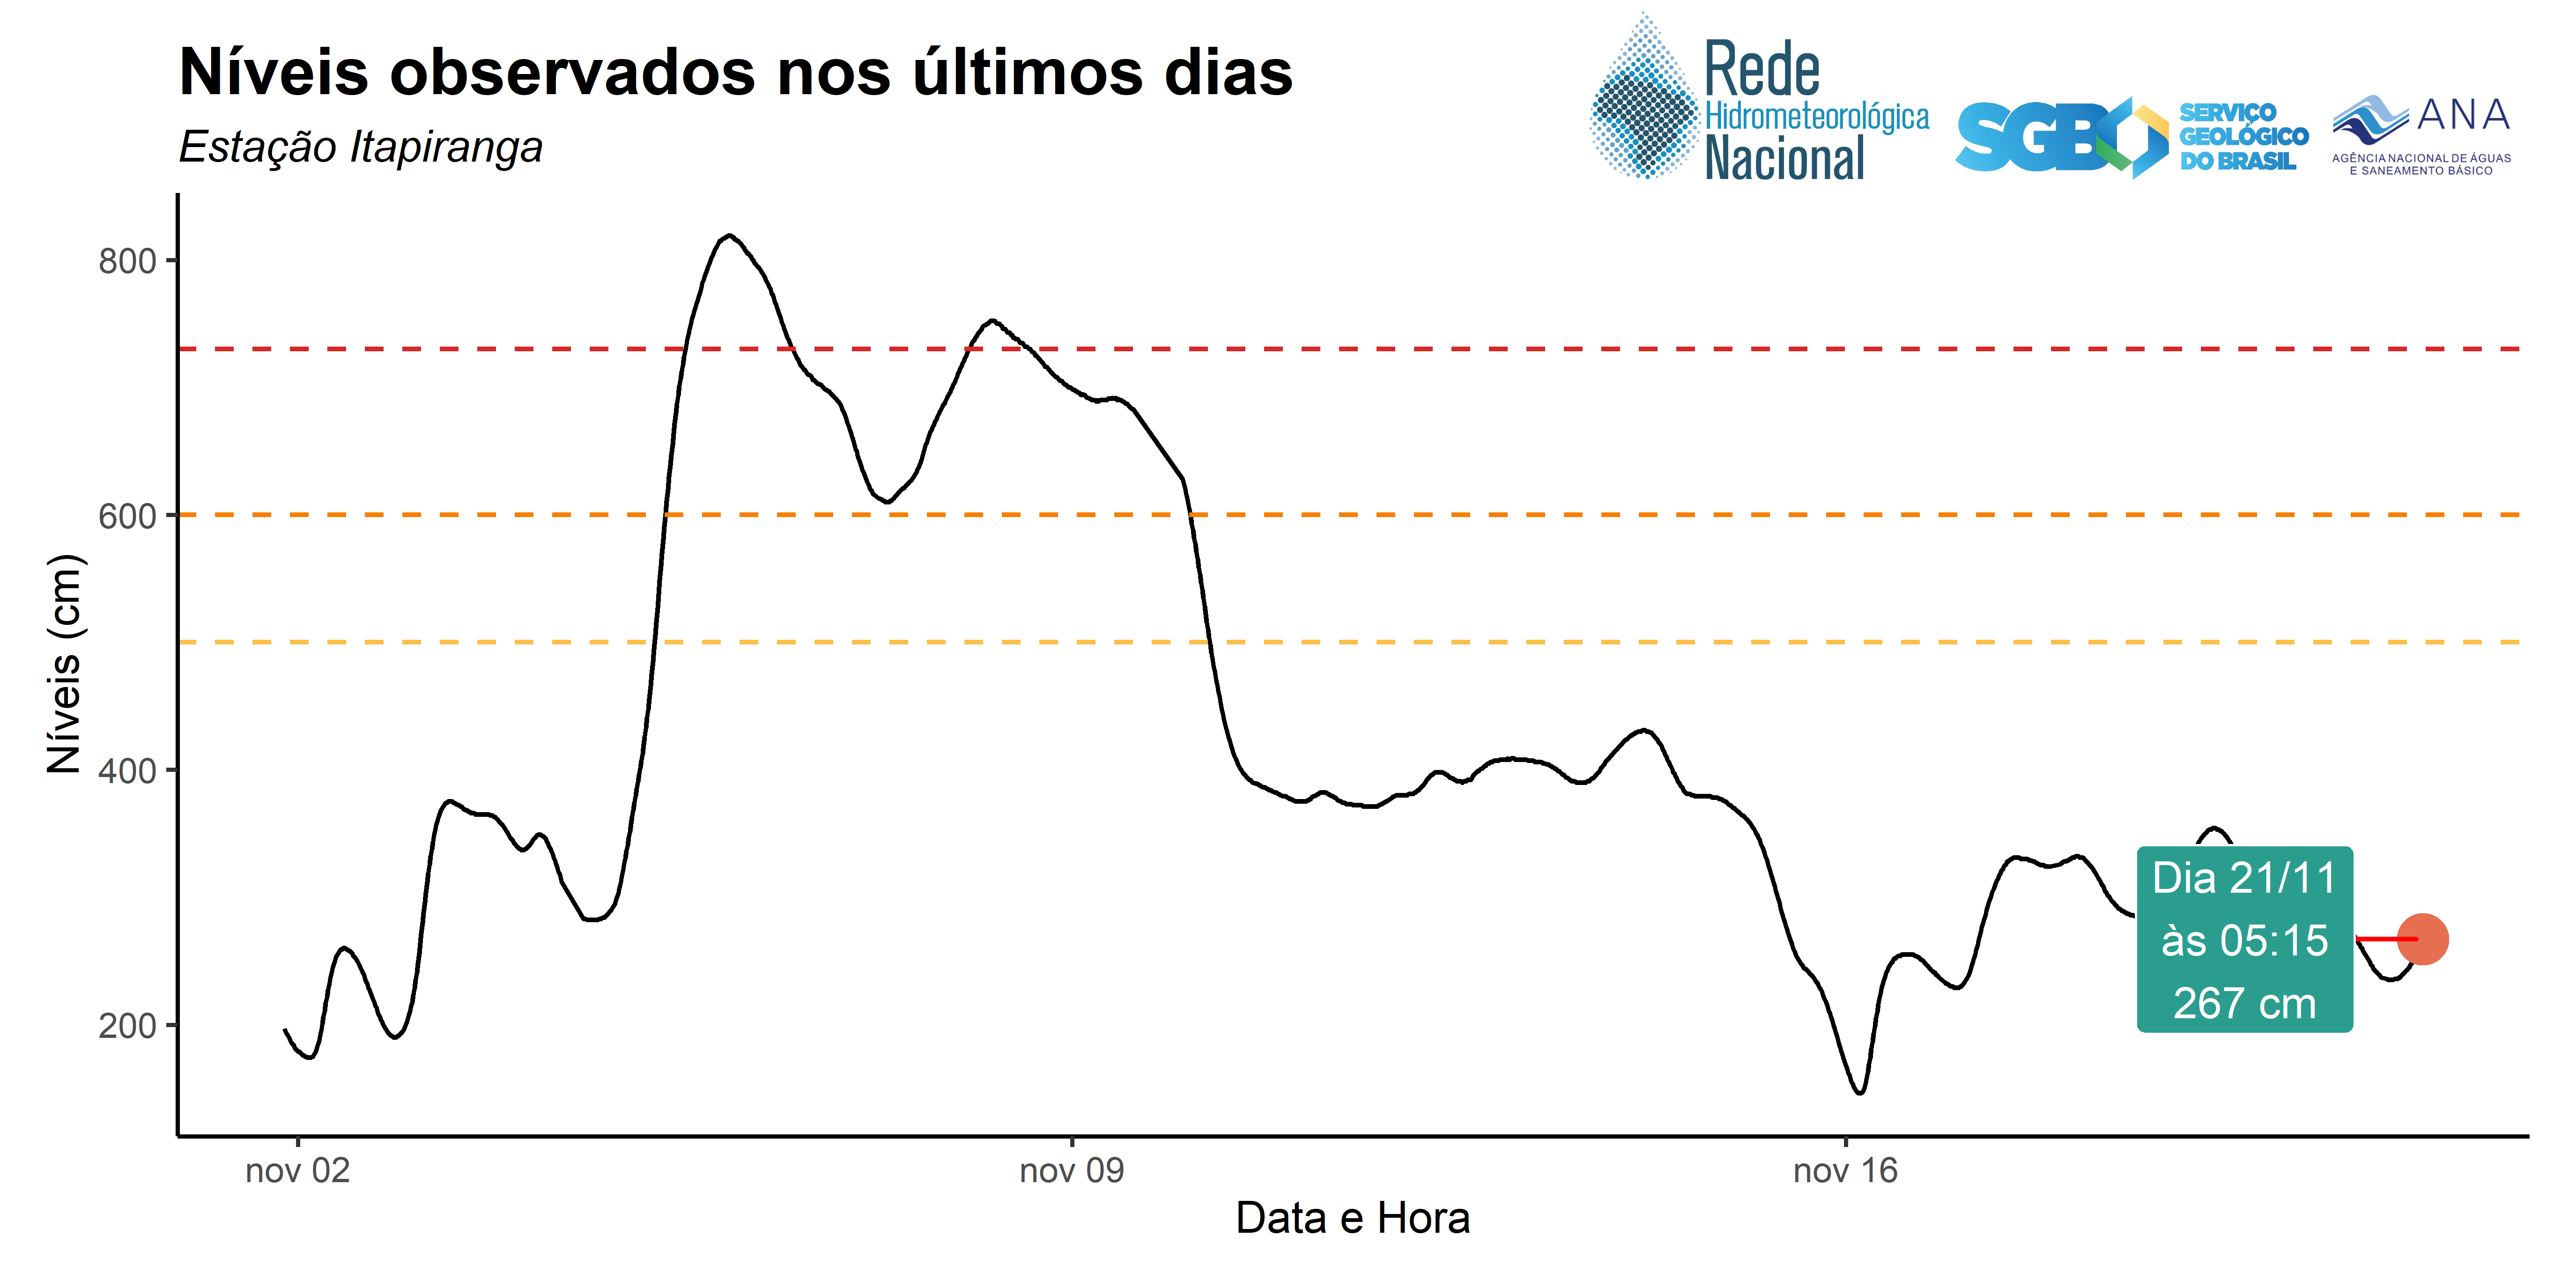 Níveis observados nos últimos dias
Estação Itapiranga
Rede
Hidrometeorológica
Nacional
SGB
SERVIÇO
GEOLÓGICO
DO BRASIL
ANA
AGÊNCIA NACIONAL DE ÁGUAS
E SANEAMENTO BÁSICO
Níveis (cm)
800
600
400
200
Dia 21/11
às 05:15
267 cm
nov 02
nov 09
nov 16
Data e Hora